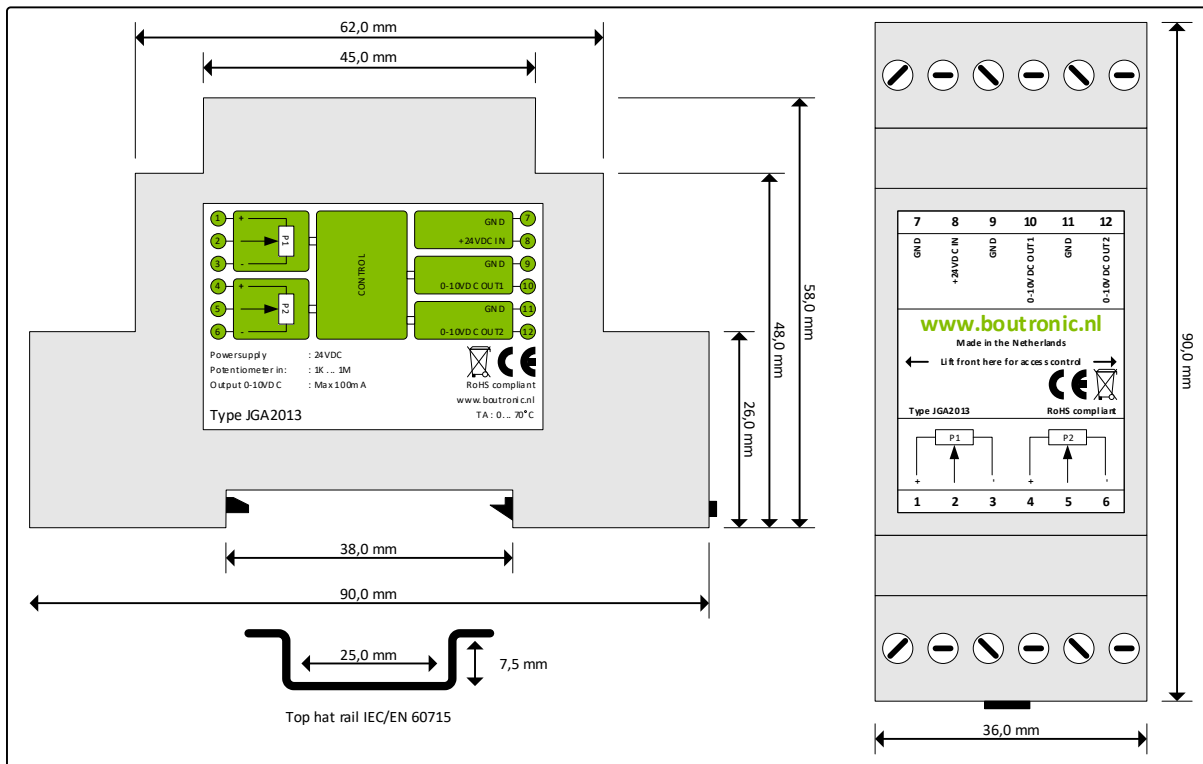 62,0 mm
45,0 mm
1 + P1 GND 7
2 +24VDC IN 8
3 - CONTROL GND 9
4 + P2 0-10VDC OUT1 10
5 GND 11
6 - 0-10VDC OUT2 12
Powersupply : 24VDC
Potentiometer in: : 1K ... 1M
Output 0-10VDC : Max 100mA
Type JGA2013
CE
RoHS compliant
www.boutronic.nl
TA : 0... 70°C
58,0 mm
48,0 mm
26,0 mm
38,0 mm
90,0 mm
25,0 mm
7,5 mm
Top hat rail IEC/EN 60715
7 8 9 10 11 12
GND
+24VDC IN
GND
0-10VDC OUT1
GND
0-10VDC OUT2
www.boutronic.nl
Made in the Netherlands
Lift front here for access control
CE
Type JGA2013 RoHS compliant
P1 P2
+ - + -
1 2 3 4 5 6
90,0 mm
36,0 mm